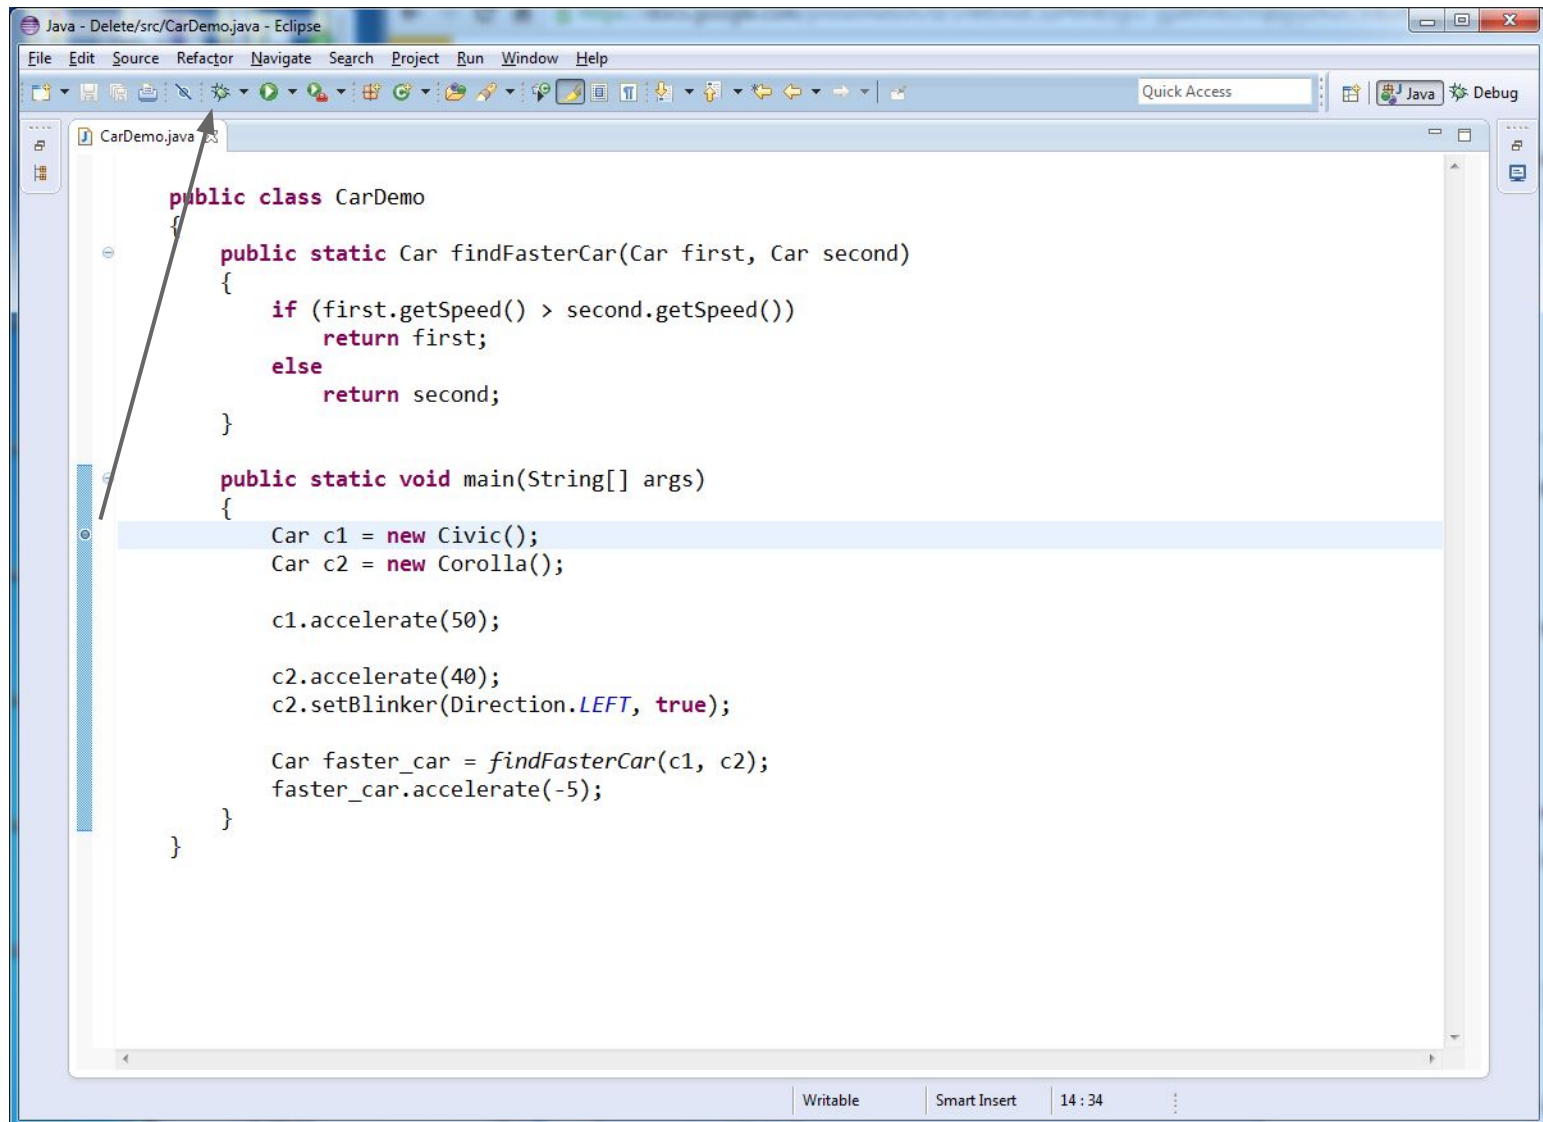 Java - Delete/src/CarDemo.java - Eclipse
File Edit Source Refactor Navigate Search Project Run Window Help
Quick Access Java Debug
CarDemo.java
public class CarDemo
{
public static Car findFasterCar(Car first, Car second)
{
if (first.getSpeed() > second.getSpeed())
return first;
else
return second;
}
public static void main(String[] args)
{
Car c1 = new Civic();
Car c2 = new Corolla();
c1.accelerate(50);
c2.accelerate(40);
c2.setBlinker(Direction.LEFT, true);
Car faster_car = findFasterCar(c1, c2);
faster_car.accelerate(-5);
}
}
Writable Smart Insert 14 : 34